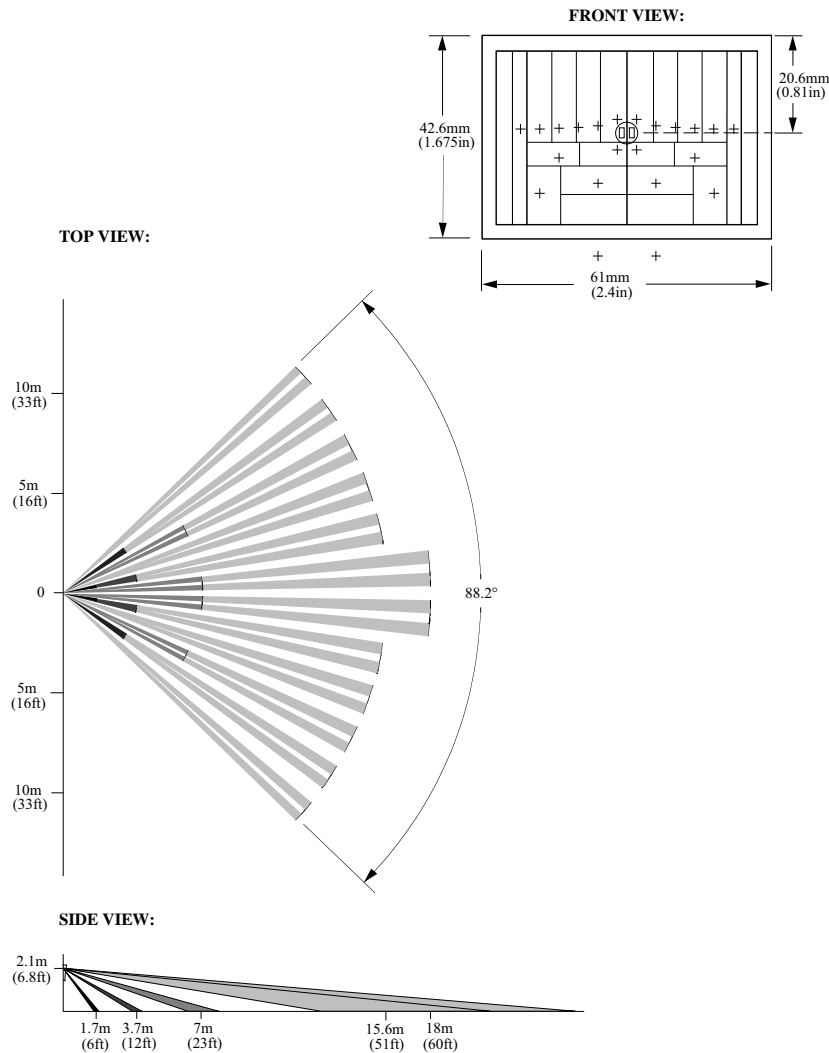 FRONT VIEW:
20.6mm
(0.81in)
42.6mm
(1.675in)
61mm
(2.4in)
TOP VIEW:
10m
(33ft)
5m
(16ft)
0
88.2°
5m
(16ft)
10m
(33ft)
SIDE VIEW:
2.1m
(6.8ft)
1.7m
(6ft)
3.7m
(12ft)
7m
(23ft)
15.6m
(51ft)
18m
(60ft)